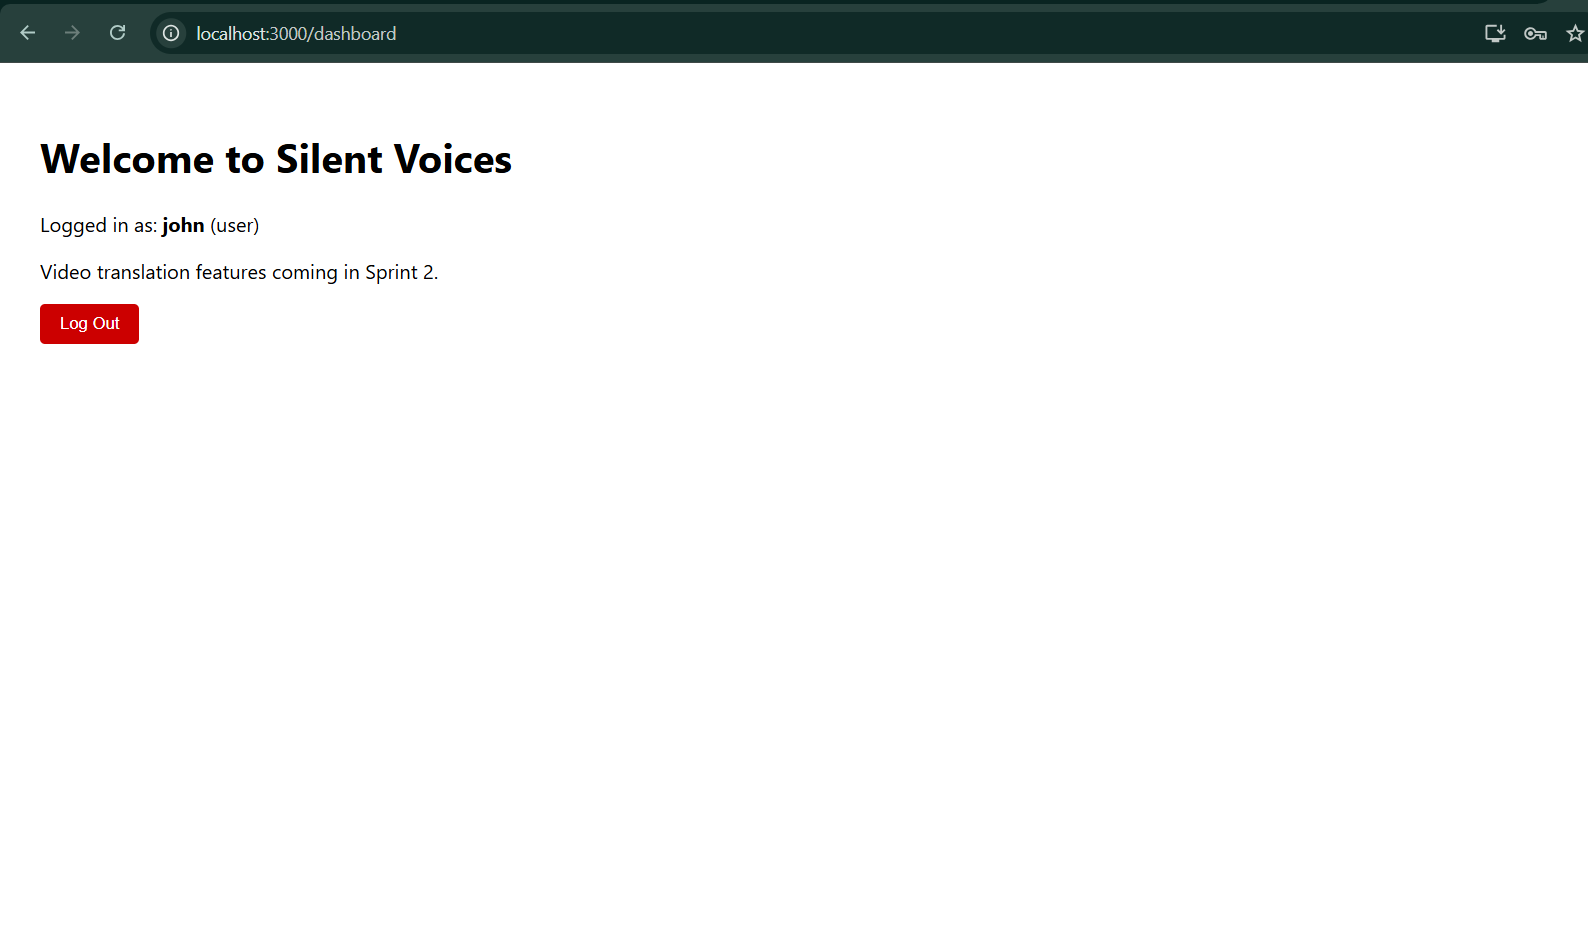 localhost:3000/dashboard
Welcome to Silent Voices
Logged in as: john (user)
Video translation features coming in Sprint 2.
Log Out